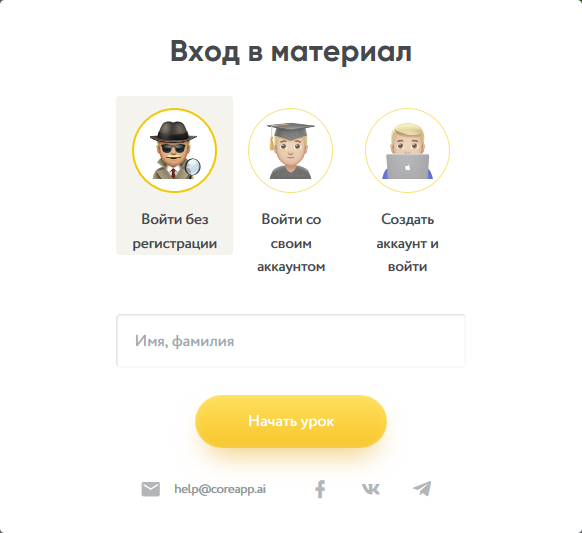 Вход в материал
Войти без
регистрации
Войти со
своим
аккаунтом
Создать
аккаунт и
войти
Имя, фамилия
Начать урок
help@coreapp.ai